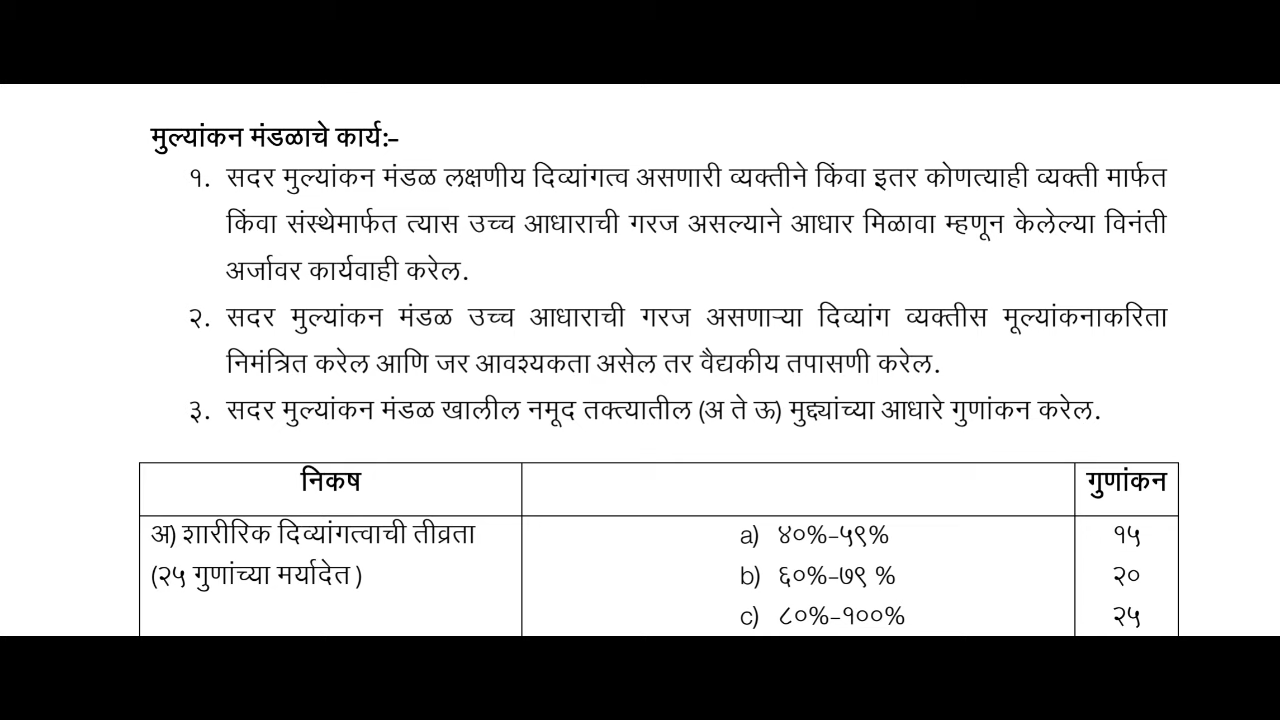 मुल्यांकन मंडळाचे कार्य:-
१. सदर मुल्यांकन मंडळ लक्षणीय दिव्यांगत्व असणारी व्यक्तीने किंवा इतर कोणत्याही व्यक्ती मार्फत
किंवा संस्थेमार्फत त्यास उच्च आधाराची गरज असल्याने आधार मिळावा म्हणून केलेल्या विनंती
अर्जावर कार्यवाही करेल.
२. सदर मुल्यांकन मंडळ उच्च आधाराची गरज असणाऱ्या दिव्यांग व्यक्तीस मूल्यांकनाकरिता
निमंत्रित करेल आणि जर आवश्यकता असेल तर वैद्यकीय तपासणी करेल.
३. सदर मुल्यांकन मंडळ खालील नमूद तक्त्यातील (अ ते ऊ) मुद्द्यांच्या आधारे गुणांकन करेल.
निकष गुणांकन
अ) शारीरिक दिव्यांगत्वाची तीव्रता a) ४०%-५९% १५
(२५ गुणांच्या मर्यादेत ) b) ६०%-७९ % २०
c) ८०%-१००% २५